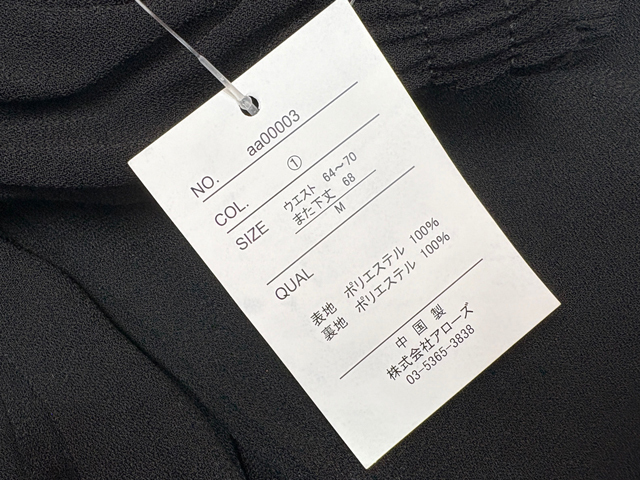 NO. aa00003
COL. ①
SIZE ウエスト 64～70
また下丈 68
M
QUAL
表地 ポリエステル 100%
裏地 ポリエステル 100%
中国製
株式会社アローズ
03-5365-3838